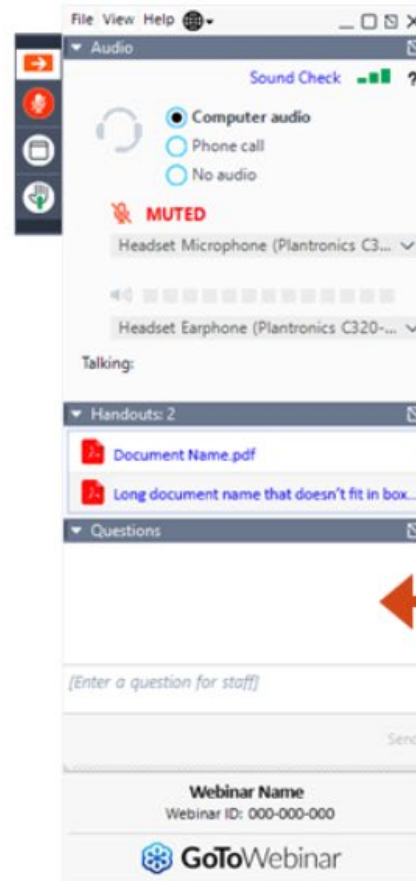 File View Help
Audio
Sound Check ?
Computer audio
Phone call
No audio
MUTED
Headset Microphone (Plantronics C3...
Headset Earphone (Plantronics C320-...
Talking:
Handouts: 2
Document Name.pdf
Long document name that doesn't fit in box...
Questions
[Enter a question for staff]
Send
Webinar Name
Webinar ID: 000-000-000
GoToWebinar